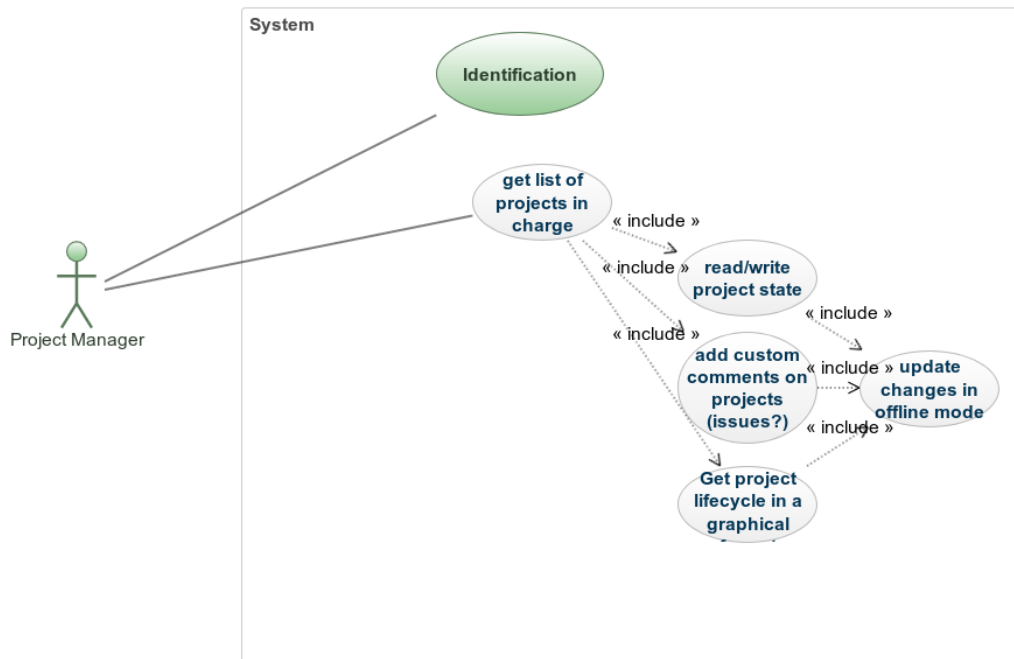 System
Identification
get list of
projects in
charge
« include »
« include »
read/write
project state
Project Manager
« include »
« include »
add custom
comments on
projects
(issues?)
« include »
update
changes in
offline mode
« include »
Get project
lifecycle in a
graphical